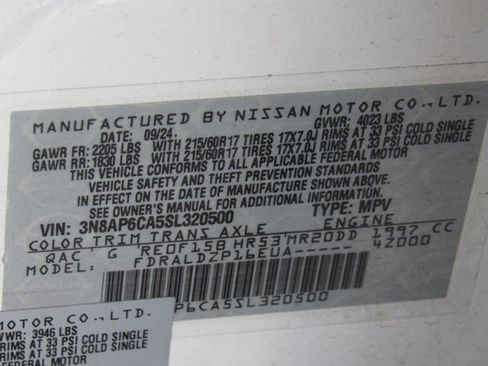 MANUFACTURED BY NISSAN MOTOR CO.,LTD.
DATE: 09/24. GVWR: 4023 LBS
GAWR FR: 2205 LBS WITH 215/60R17 TIRES 17X7.0J RIMS AT 33 PSI COLD SINGLE
GAWR RR: 1830 LBS WITH 215/60R17 TIRES 17X7.0J RIMS AT 33 PSI COLD SINGLE
THIS VEHICLE CONFORMS TO ALL APPLICABLE FEDERAL MOTOR
VEHICLE SAFETY AND THEFT PREVENTION STANDARDS
IN EFFECT ON THE DATE OF MANUFACTURE SHOWN ABOVE.
SEE OWNER'S MANUAL FOR ADDITIONAL INFORMATION.
VIN: 3N8AP6CA5SL320500 TYPE: MPV
COLOR TRIM TRANS AXLE ENGINE
QAC G RE0F15B HR53 MR20DD 1997 CC
MODEL: FDRALDZP16EUA----- 42000
P6CA5SL320500
MOTOR CO.,LTD.
VWR: 3946 LBS
RIMS AT 33 PSI COLD SINGLE
RIMS AT 33 PSI COLD SINGLE
FEDERAL MOTOR